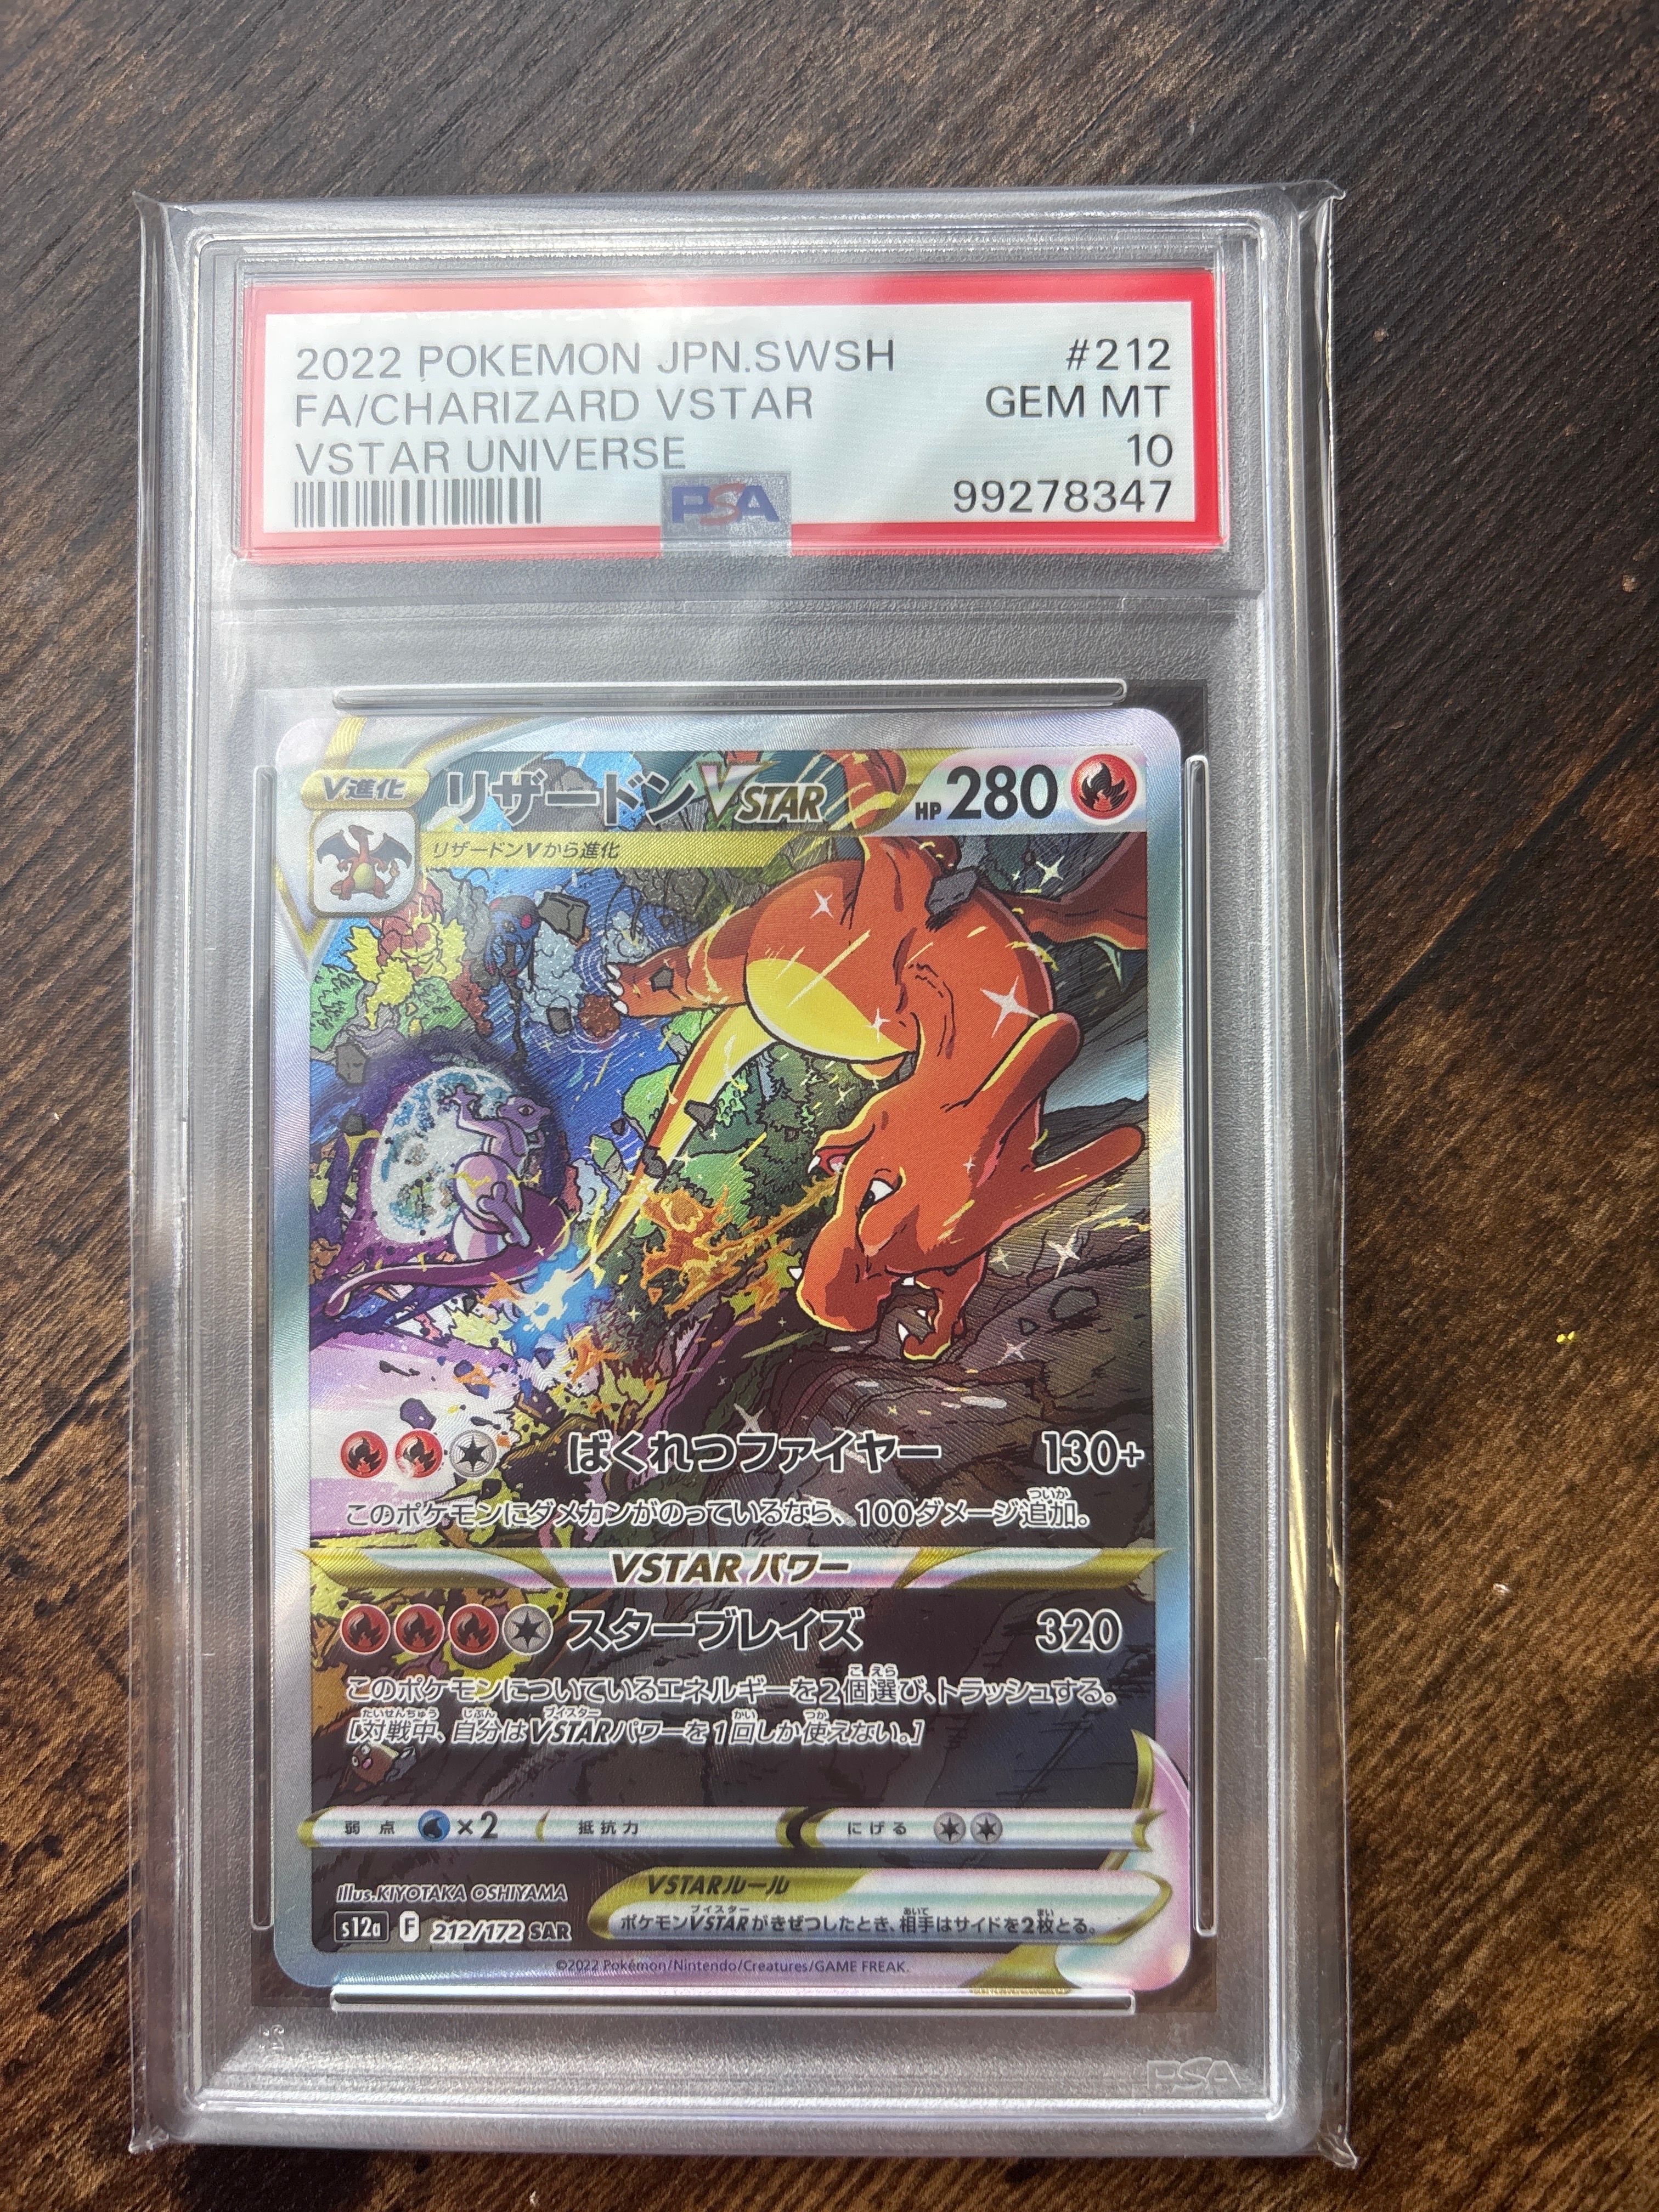 2022 POKEMON JPN.SWSH #212
FA/CHARIZARD VSTAR GEM MT
VSTAR UNIVERSE 10
PSA 99278347
V進化 リザードンVSTAR HP 280
リザードンVから進化
ばくれつファイヤー 130+
このポケモンにダメカンがのっているなら、100ダメージ追加。
VSTARパワー
スターブレイズ 320
このポケモンについているエネルギーを2個選び、トラッシュする。
[対戦中、自分はVSTARパワーを1回しか使えない。]
弱点 ×2 抵抗力 にげる
Illus.KIYOTAKA OSHIYAMA
VSTARルール
s12a F 212/172 SAR
ポケモンVSTARがきぜつしたとき、相手はサイドを2枚とる。
©2022 Pokémon/Nintendo/Creatures/GAME FREAK.
PSA